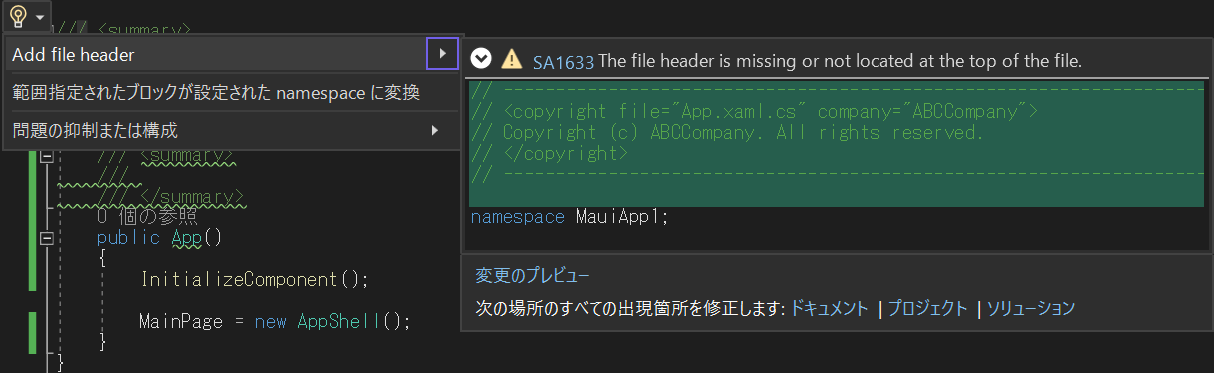 /// <summary>
Add file header
範囲指定されたブロックが設定された namespace に変換
問題の抑制または構成
SA1633 The file header is missing or not located at the top of the file.
// -----------------------------------------------------------------------
// <copyright file="App.xaml.cs" company="ABCCompany">
// Copyright (c) ABCCompany. All rights reserved.
// </copyright>
// -----------------------------------------------------------------------
namespace MauiApp1;
変更のプレビュー
次の場所のすべての出現箇所を修正します: ドキュメント | プロジェクト | ソリューション
/// <summary>
///
/// </summary>
0 個の参照
public App()
{
InitializeComponent();
MainPage = new AppShell();
}
}